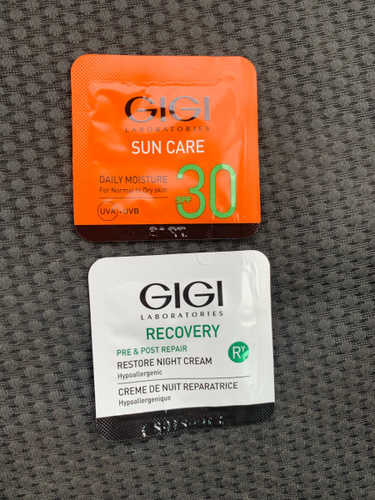 GIGI
LABORATORIES
SUN CARE
DAILY MOISTURE
For Normal to Dry skin
SPF 30
UVA+UVB
GIGI
LABORATORIES
RECOVERY
PRE & POST REPAIR
RESTORE NIGHT CREAM
Hypoallergenic
RY
CREME DE NUIT REPARATRICE
Hypoallergenique